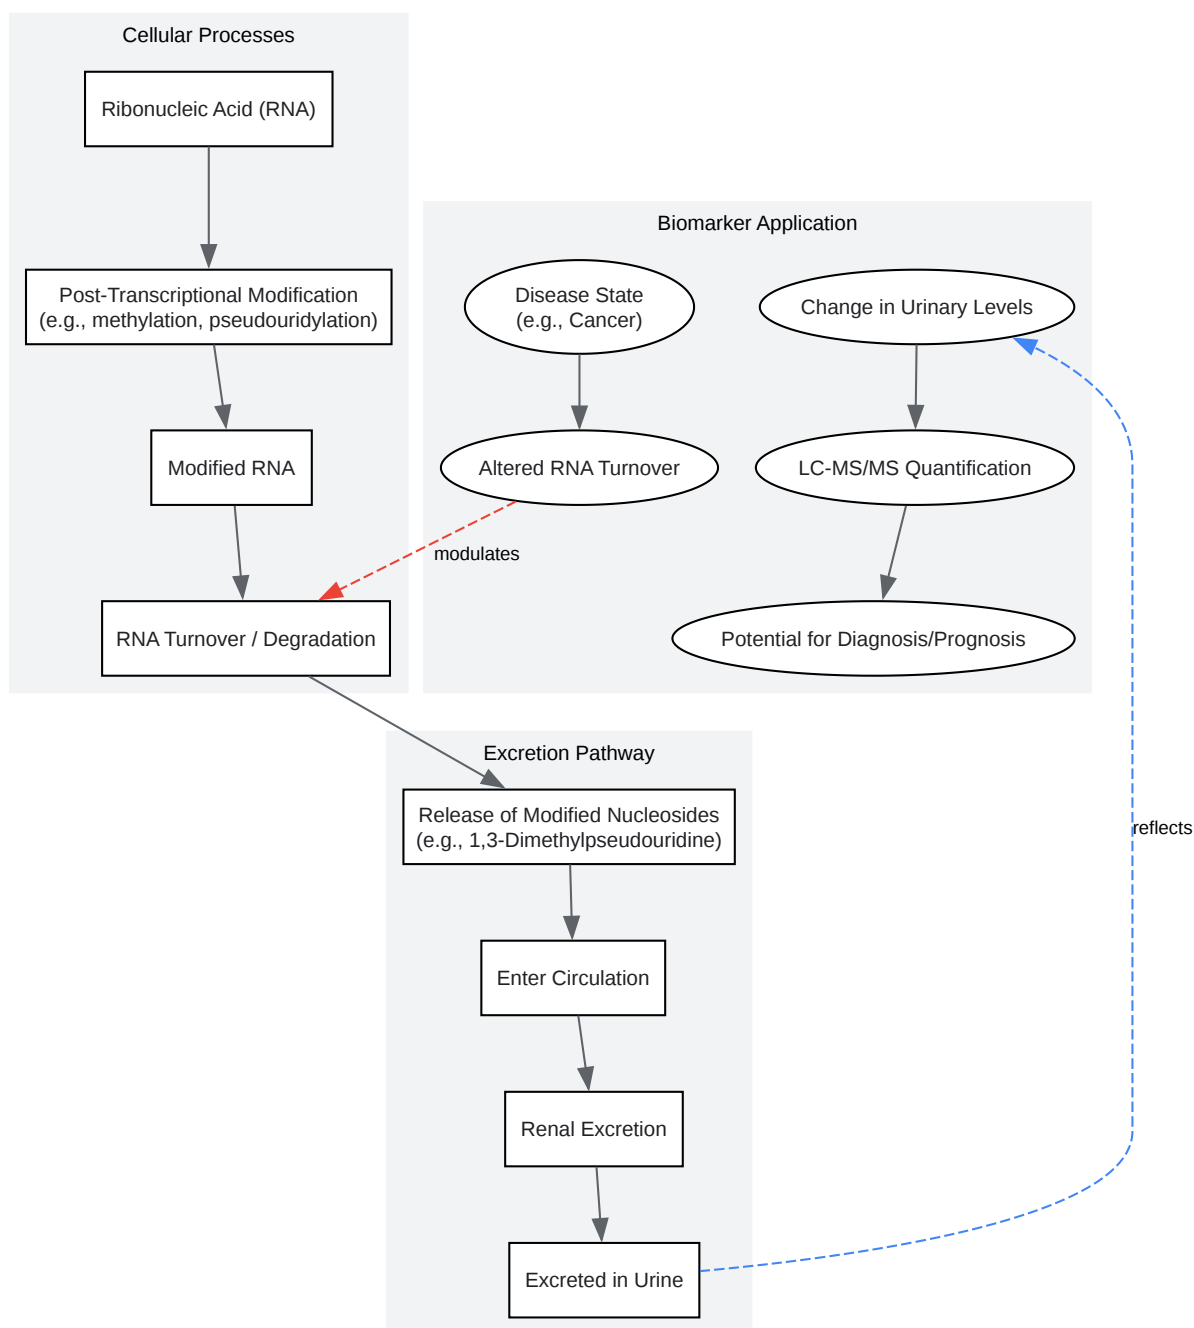 Cellular Processes
Ribonucleic Acid (RNA)
Post-Transcriptional Modification
(e.g., methylation, pseudouridylation)
Modified RNA
RNA Turnover / Degradation
Biomarker Application
Disease State
(e.g., Cancer)
Altered RNA Turnover
modulates
Change in Urinary Levels
LC-MS/MS Quantification
Potential for Diagnosis/Prognosis
Excretion Pathway
Release of Modified Nucleosides
(e.g., 1,3-Dimethylpseudouridine)
Enter Circulation
Renal Excretion
Excreted in Urine
reflects